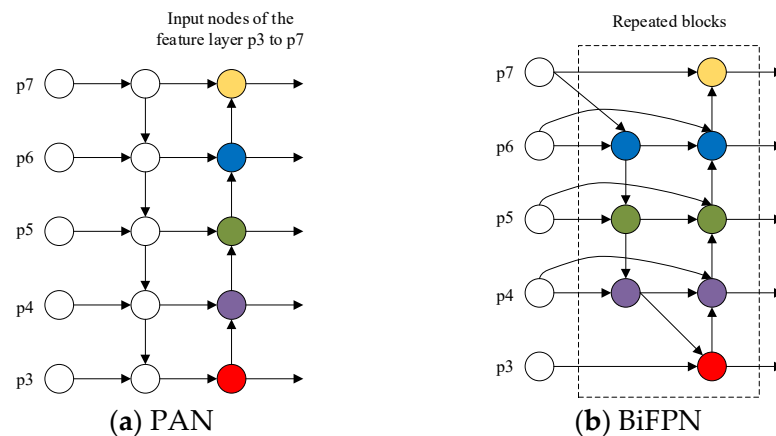 Input nodes of the
feature layer p3 to p7
p7
p6
p5
p4
p3
(a) PAN
Repeated blocks
p7
p6
p5
p4
p3
(b) BiFPN